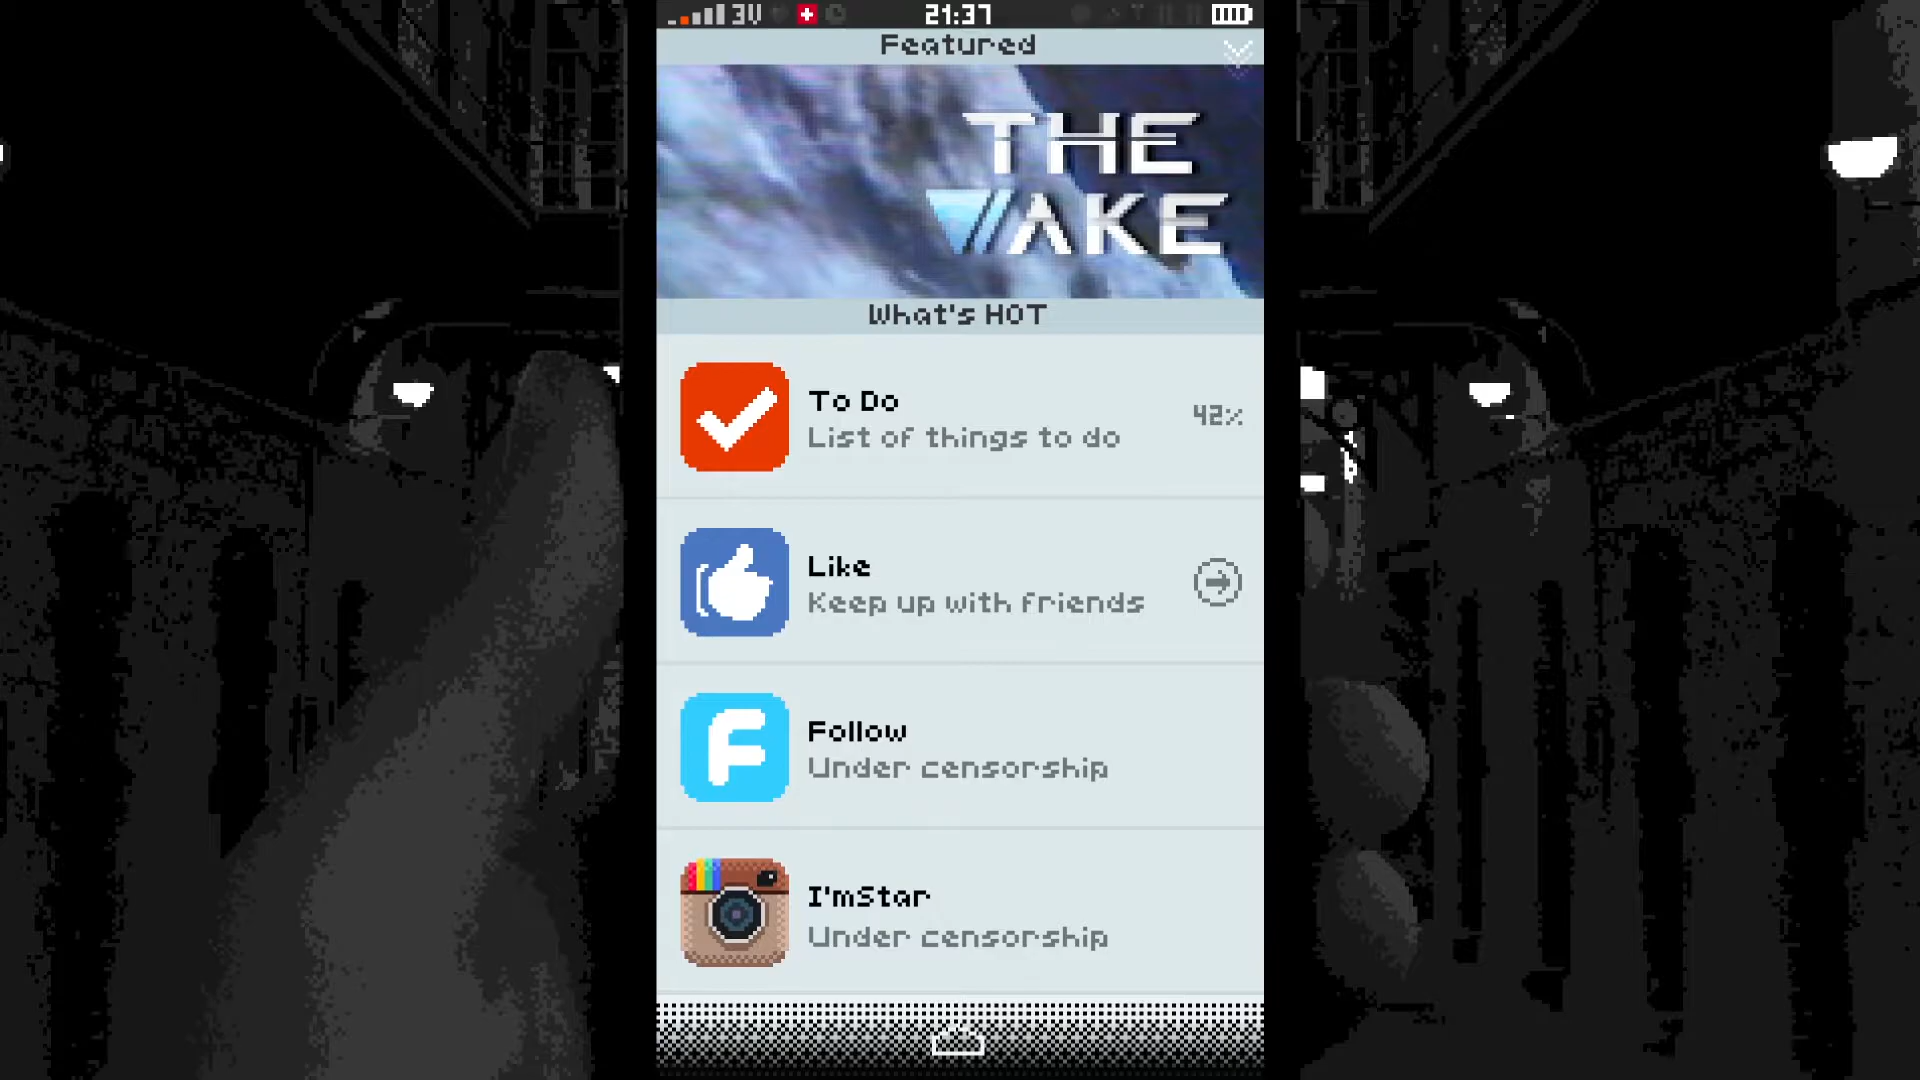 3V 21:37
Featured
THE
WAKE
What's HOT
To Do
List of things to do
42%
Like
Keep up with friends
Follow
Under censorship
I'mStar
Under censorship